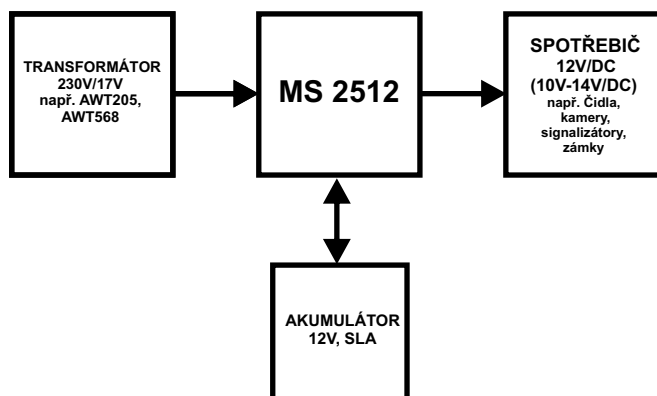 TRANSFORMÁTOR
230V/17V
např. AWT205,
AWT568
MS 2512
SPOTŘEBIČ
12V/DC
(10V-14V/DC)
např. Čidla,
kamery,
signalizátory,
zámky
AKUMULÁTOR
12V, SLA